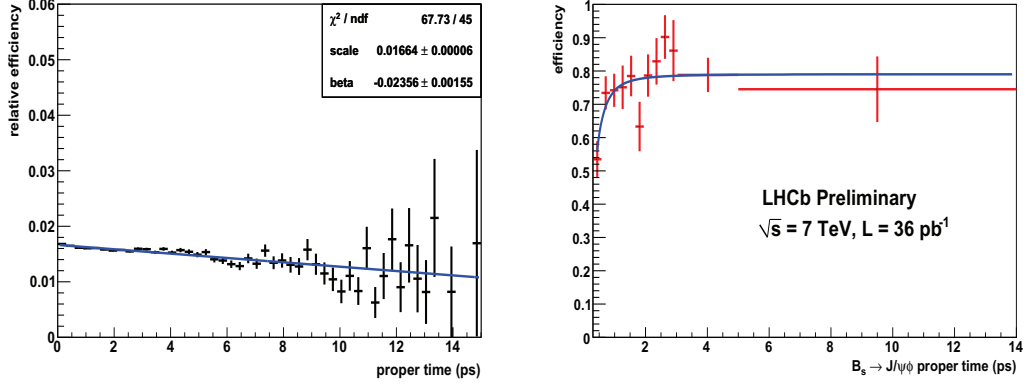 relative efficiency
0.06
0.05
0.04
0.03
0.02
0.01
0
χ² / ndf 67.73 / 45
scale 0.01664 ± 0.00006
beta -0.02356 ± 0.00155
0 2 4 6 8 10 12 14
proper time (ps)
efficiency
1
0.9
0.8
0.7
0.6
0.5
0.4
0.3
0.2
0.1
0
LHCb Preliminary
√s = 7 TeV, L = 36 pb⁻¹
2 4 6 8 10 12 14
Bₛ → J/ψϕ proper time (ps)